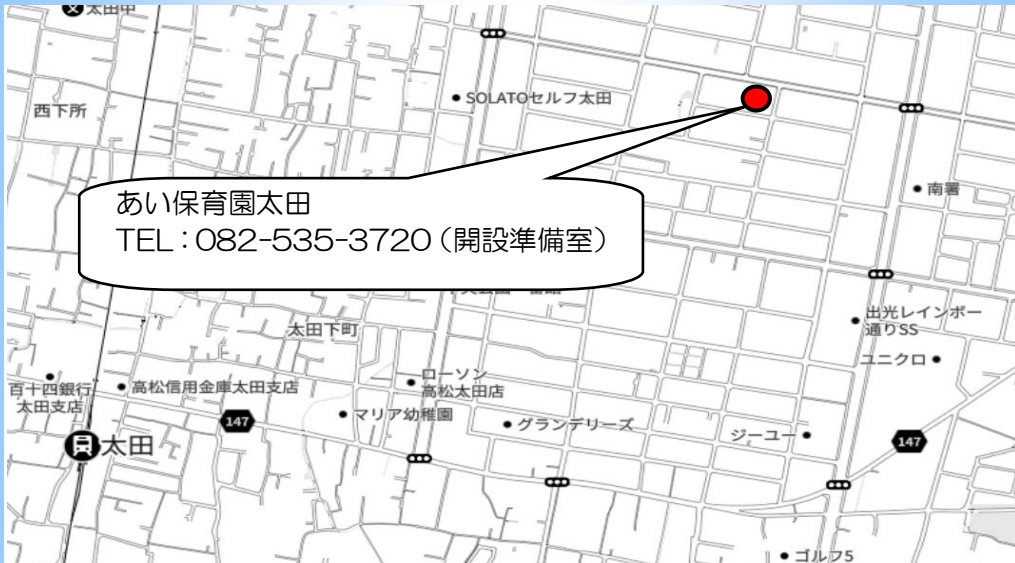 太田中
西下所
SOLATOセルフ太田
南署
あい保育園太田
TEL：082-535-3720（開設準備室）
出光レインボー
通りSS
太田下町
ユニクロ
百十四銀行
太田支店
高松信用金庫太田支店
ローソン
高松太田店
マリア幼稚園
147
グランデリーズ
ジーユー
147
太田
ゴルフ5